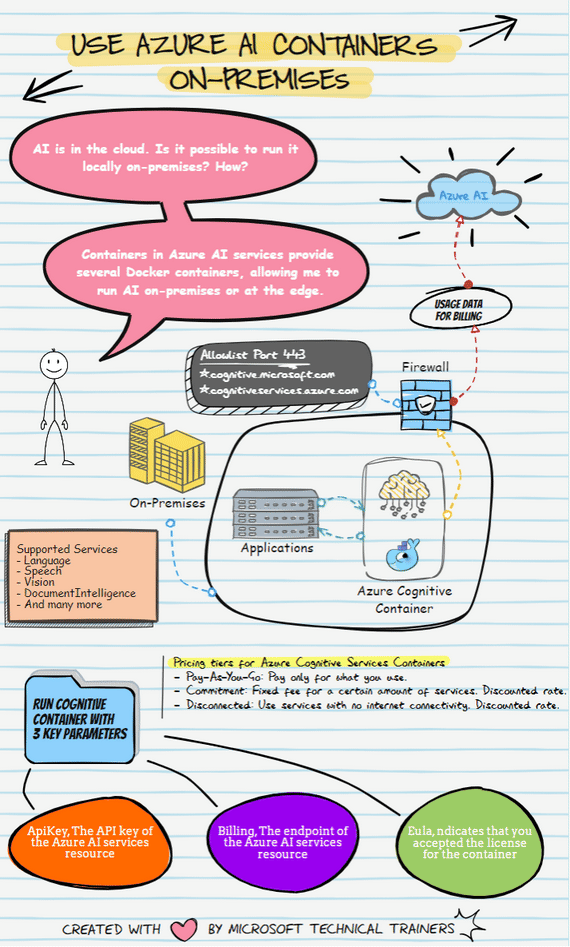 USE AZURE AI CONTAINERS
ON-PREMISES
AI is in the cloud. Is it possible to run it
locally on-premises? How?
Containers in Azure AI services provide
several Docker containers, allowing me to
run AI on-premises or at the edge.
Azure AI
USAGE DATA
FOR BILLING
Allowlist Port 443
★cognitive.microsoft.com
★cognitiveservices.azure.com
Firewall
On-Premises
Applications
Azure Cognitive
Container
Supported Services
- Language
- Speech
- Vision
- DocumentIntelligence
- And many more
Pricing tiers for Azure Cognitive Services Containers
- Pay-As-You-Go: Pay only for what you use.
- Commitment: Fixed fee for a certain amount of services. Discounted rate.
- Disconnected: Use services with no internet connectivity. Discounted rate.
RUN COGNITIVE
CONTAINER WITH
3 KEY PARAMETERS
ApiKey, The API key of
the Azure AI services
resource
Billing, The endpoint of
the Azure AI services
resource
Eula, ndicates that you
accepted the license
for the container
CREATED WITH BY MICROSOFT TECHNICAL TRAINERS